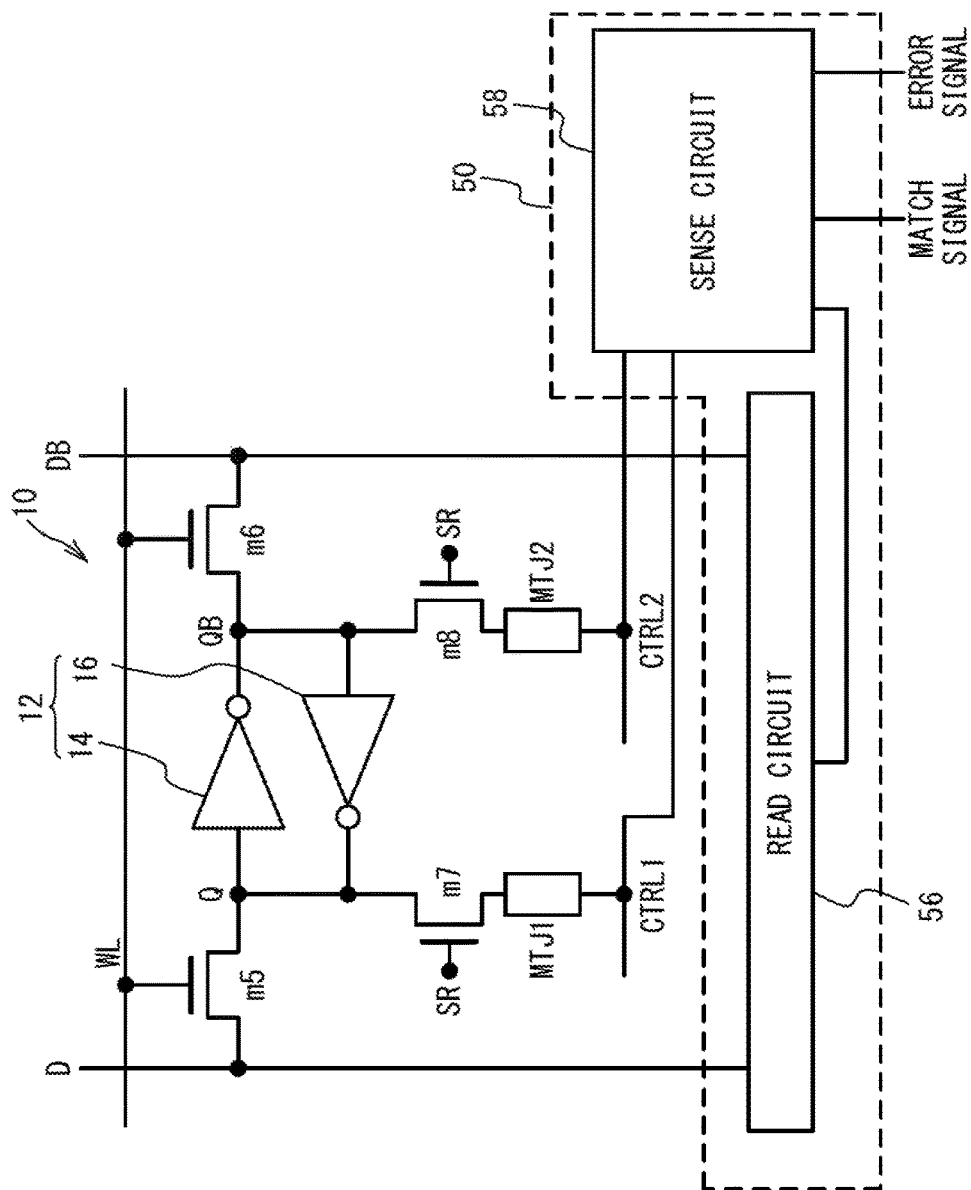 10
12
14
16
WL
D
DB
m5
m6
Q
QB
SR
m7
m8
SR
MTJ1
MTJ2
CTRL1
CTRL2
50
58
SENSE CIRCUIT
READ CIRCUIT
56
MATCH
SIGNAL
ERROR
SIGNAL